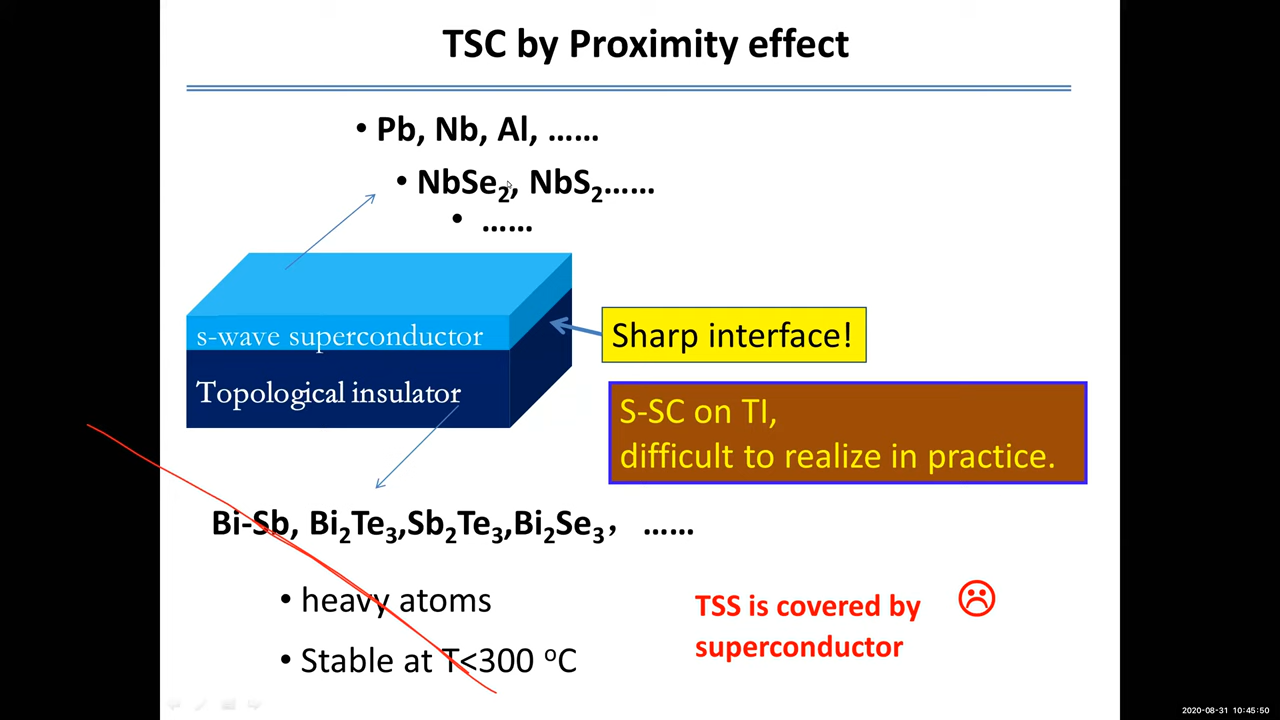 TSC by Proximity effect
• Pb, Nb, Al, ……
• NbSe₂, NbS₂……
• ……
s-wave superconductor
Sharp interface!
Topological insulator
S-SC on TI,
difficult to realize in practice.
Bi-Sb, Bi₂Te₃,Sb₂Te₃,Bi₂Se₃， ……
• heavy atoms
• Stable at T<300 ºC
TSS is covered by
superconductor
2020-08-31 10:45:50